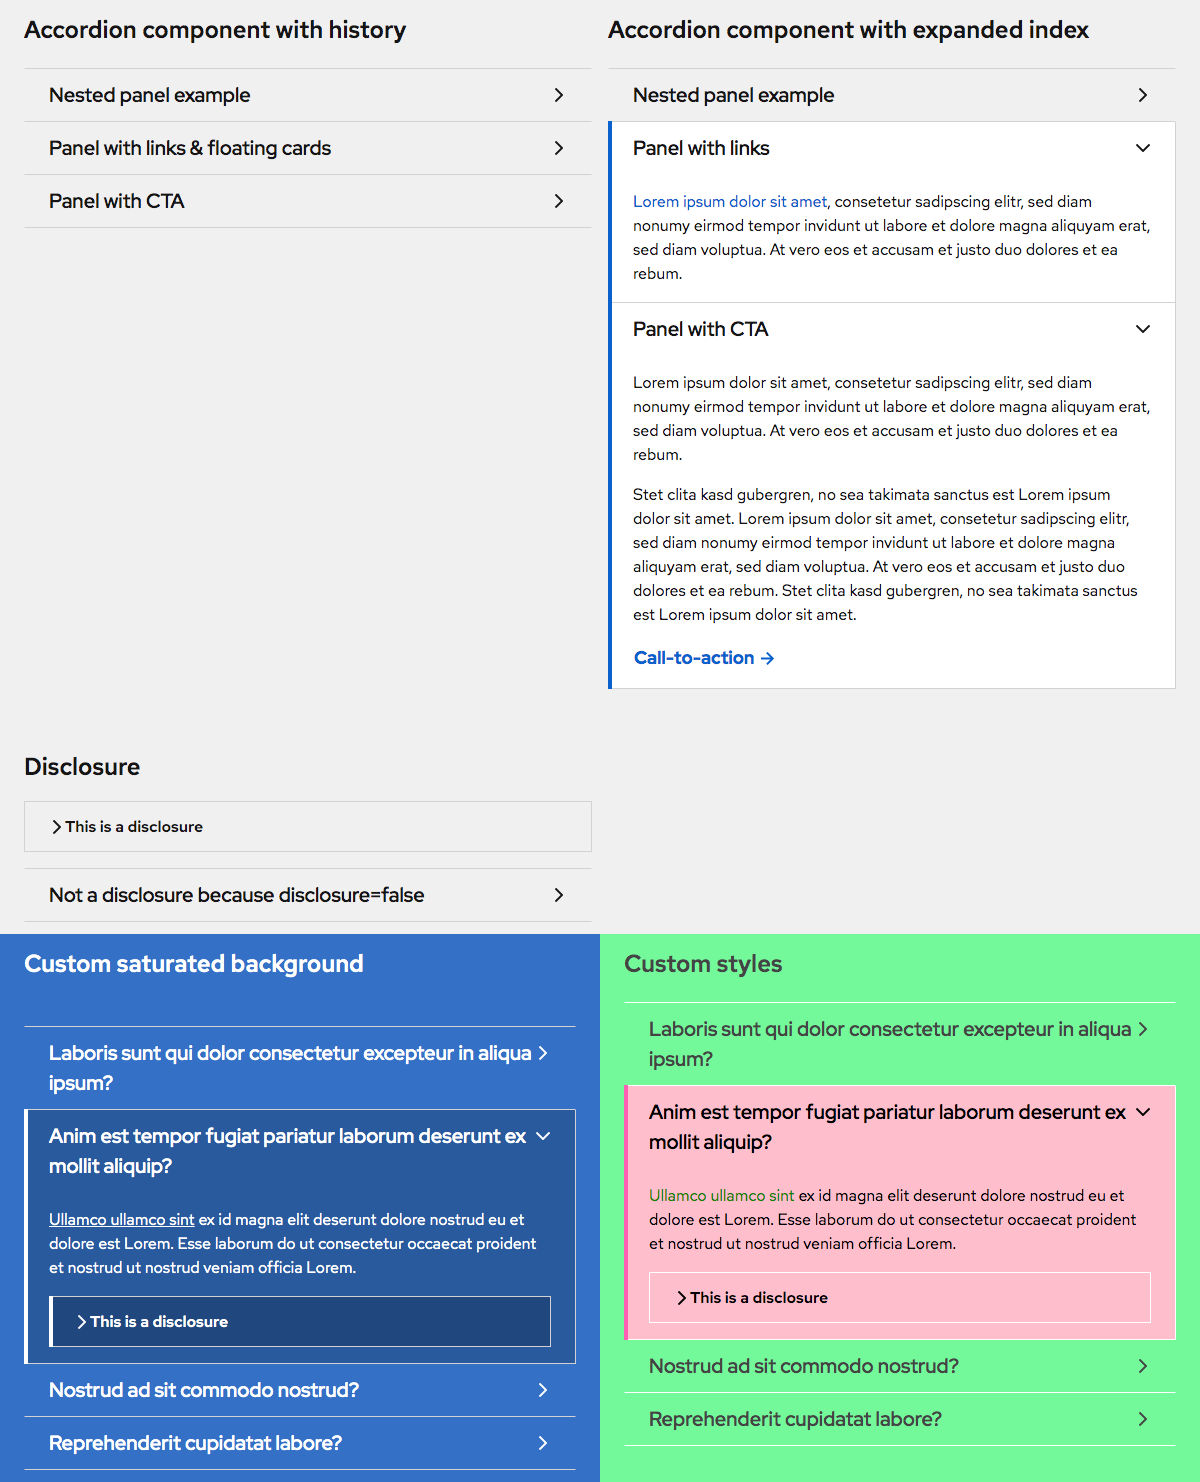 Accordion component with history
Nested panel example
Panel with links & floating cards
Panel with CTA
Accordion component with expanded index
Nested panel example
Panel with links
Lorem ipsum dolor sit amet, consetetur sadipscing elitr, sed diam
nonumy eirmod tempor invidunt ut labore et dolore magna aliquyam erat,
sed diam voluptua. At vero eos et accusam et justo duo dolores et ea
rebum.
Panel with CTA
Lorem ipsum dolor sit amet, consetetur sadipscing elitr, sed diam
nonumy eirmod tempor invidunt ut labore et dolore magna aliquyam erat,
sed diam voluptua. At vero eos et accusam et justo duo dolores et ea
rebum.
Stet clita kasd gubergren, no sea takimata sanctus est Lorem ipsum
dolor sit amet. Lorem ipsum dolor sit amet, consetetur sadipscing elitr,
sed diam nonumy eirmod tempor invidunt ut labore et dolore magna
aliquyam erat, sed diam voluptua. At vero eos et accusam et justo duo
dolores et ea rebum. Stet clita kasd gubergren, no sea takimata sanctus
est Lorem ipsum dolor sit amet.
Call-to-action →
Disclosure
This is a disclosure
Not a disclosure because disclosure=false
Custom saturated background
Laboris sunt qui dolor consectetur excepteur in aliqua
ipsum?
Anim est tempor fugiat pariatur laborum deserunt ex
mollit aliquip?
Ullamco ullamco sint ex id magna elit deserunt dolore nostrud eu et
dolore est Lorem. Esse laborum do ut consectetur occaecat proident
et nostrud ut nostrud veniam officia Lorem.
This is a disclosure
Nostrud ad sit commodo nostrud?
Reprehenderit cupidatat labore?
Custom styles
Laboris sunt qui dolor consectetur excepteur in aliqua
ipsum?
Anim est tempor fugiat pariatur laborum deserunt ex
mollit aliquip?
Ullamco ullamco sint ex id magna elit deserunt dolore nostrud eu et
dolore est Lorem. Esse laborum do ut consectetur occaecat proident
et nostrud ut nostrud veniam officia Lorem.
This is a disclosure
Nostrud ad sit commodo nostrud?
Reprehenderit cupidatat labore?